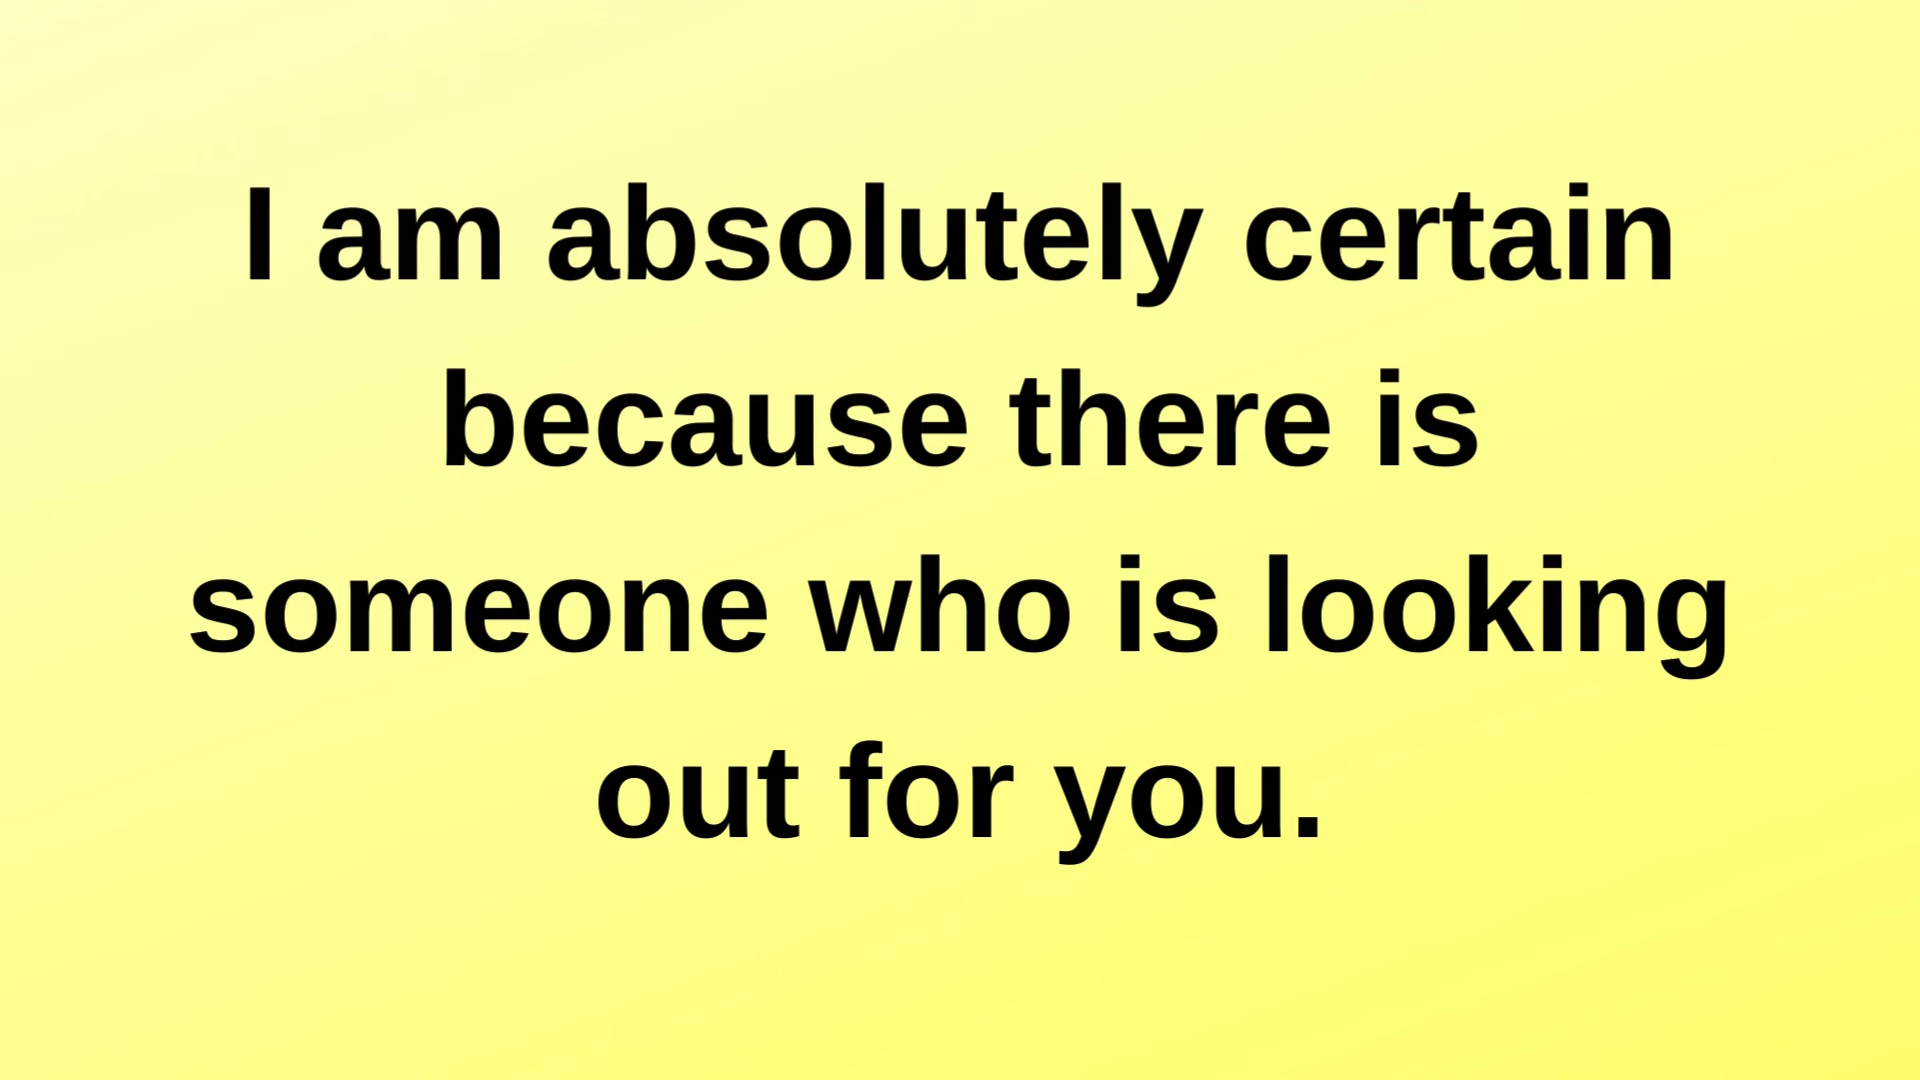 I am absolutely certain
because there is
someone who is looking
out for you.